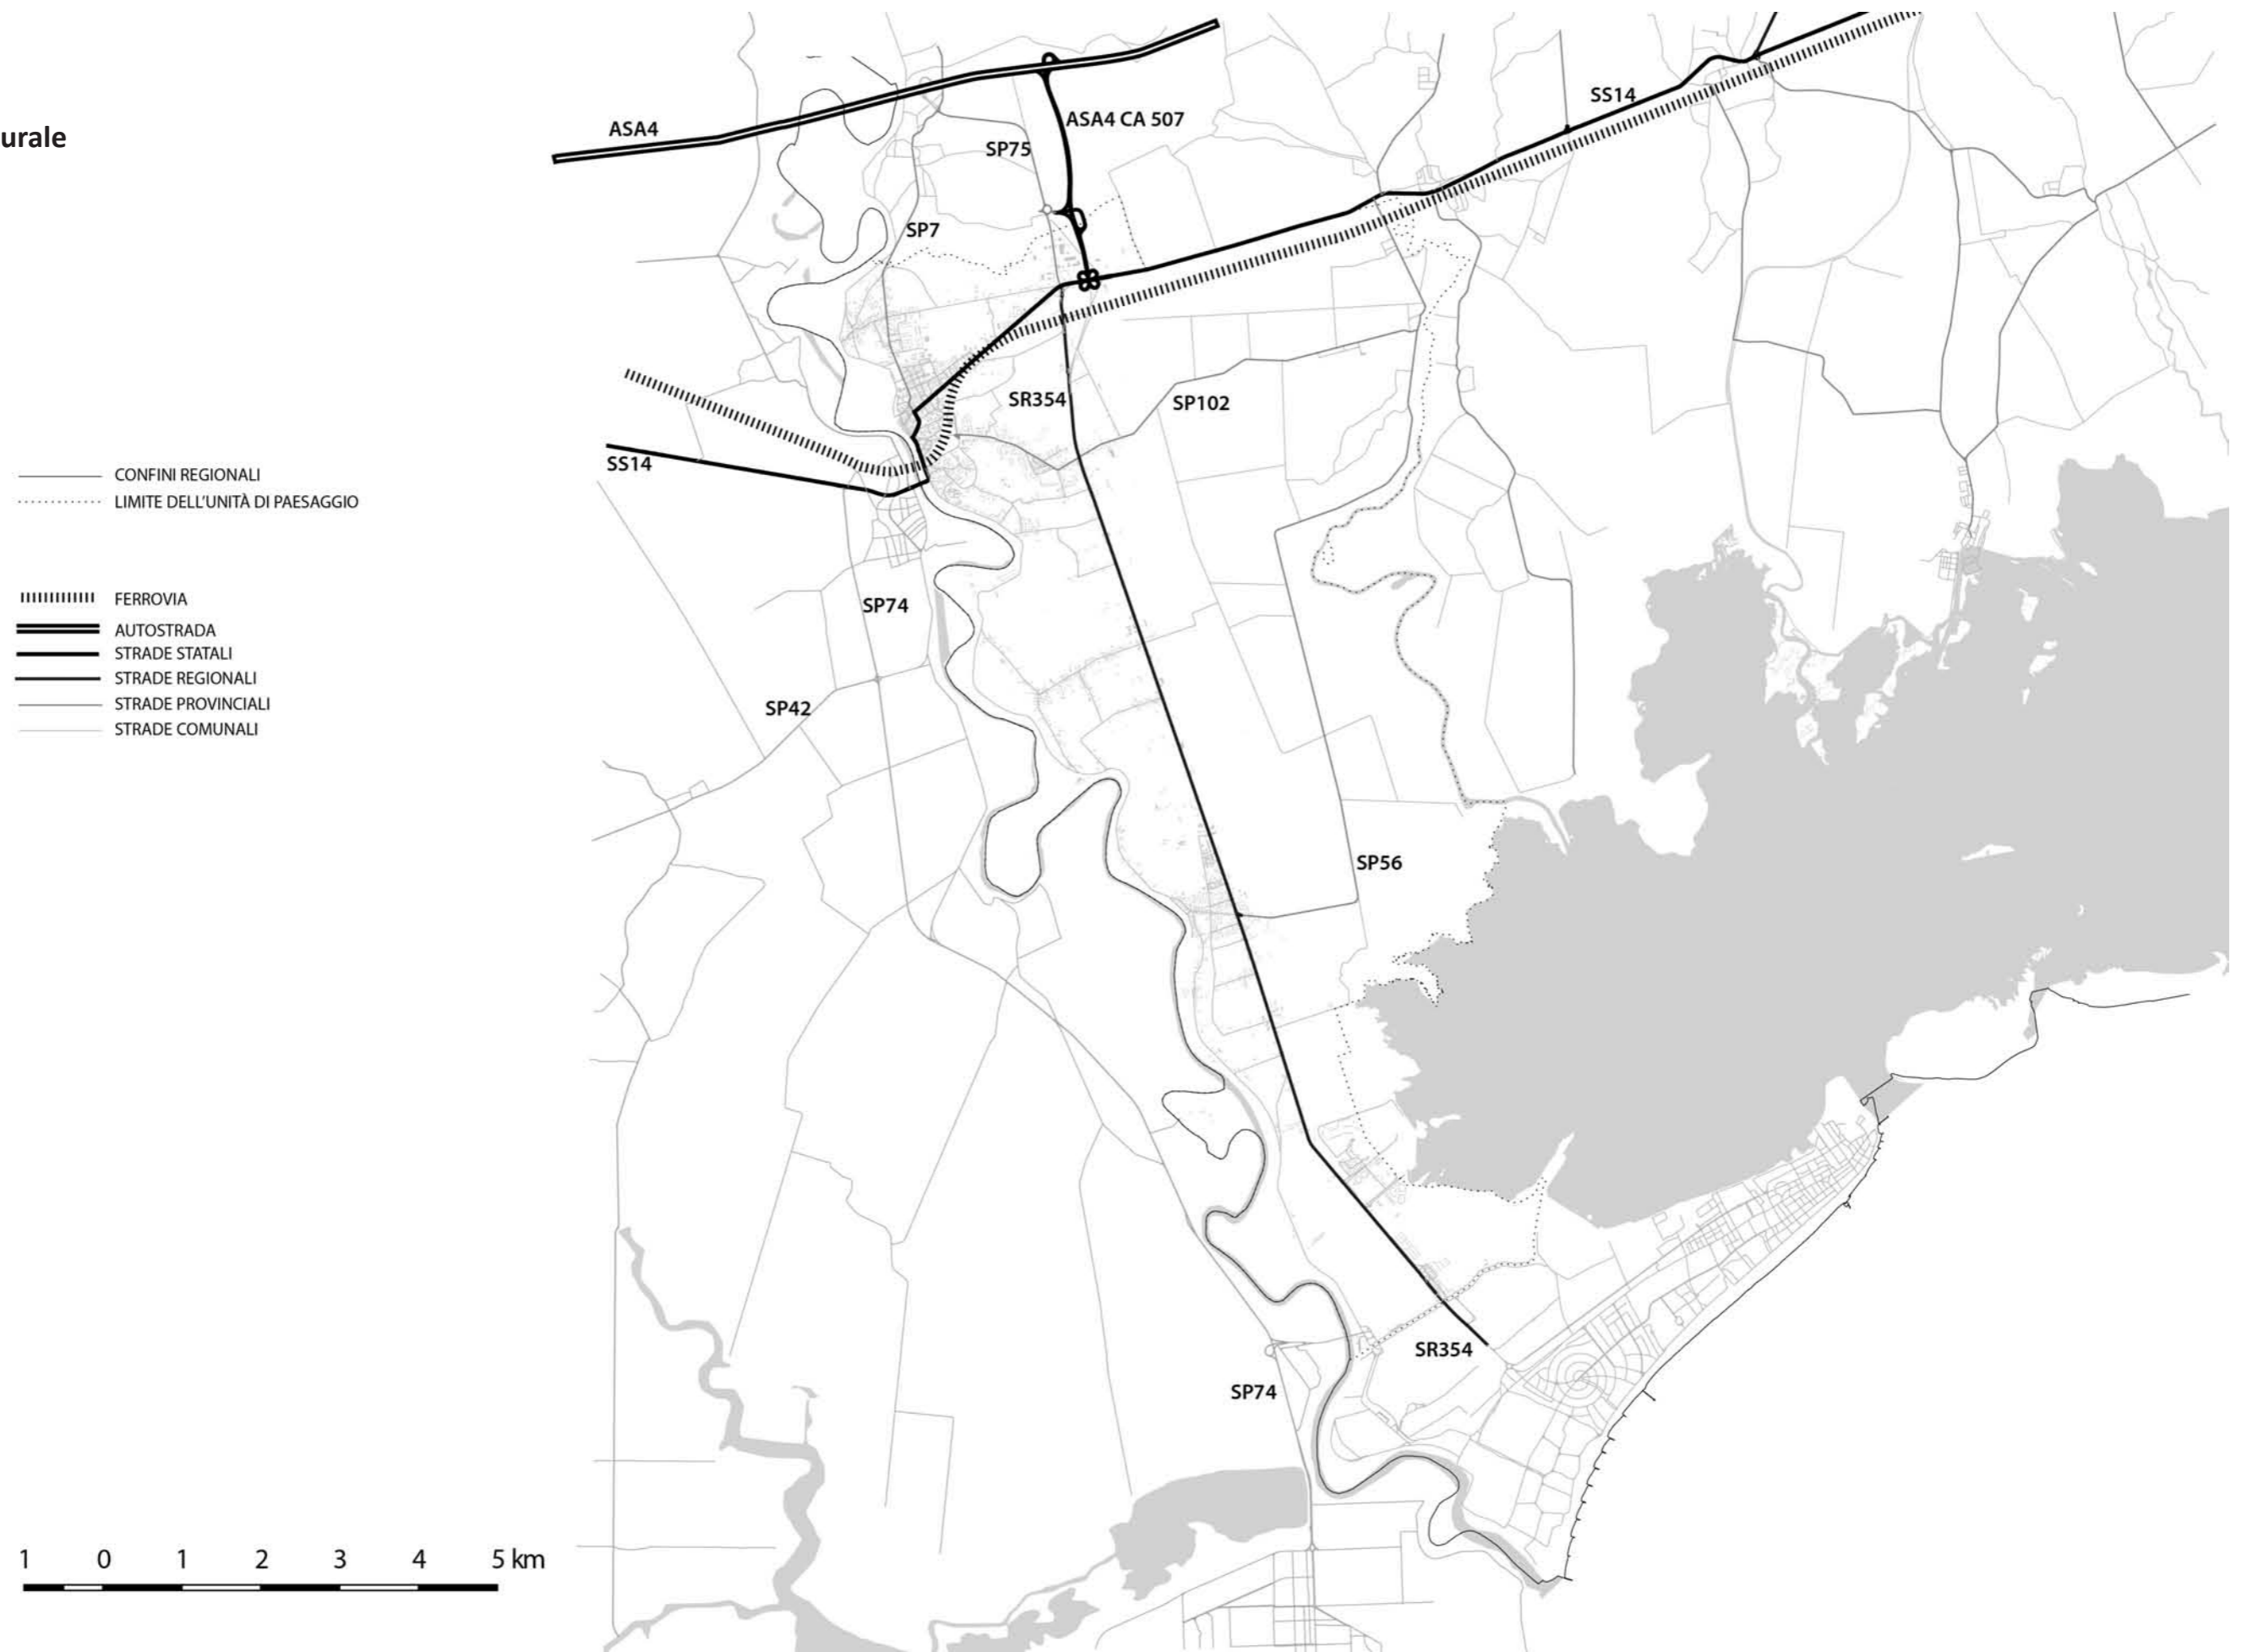 urale
ASA4
ASA4 CA 507
SS14
SP75
SP7
SR354
SP102
SS14
CONFINI REGIONALI
LIMITE DELL'UNITÀ DI PAESAGGIO
FERROVIA
AUTOSTRADA
STRADE STATALI
STRADE REGIONALI
STRADE PROVINCIALI
STRADE COMUNALI
SP74
SP42
SP56
SR354
SP74
1 0 1 2 3 4 5 km